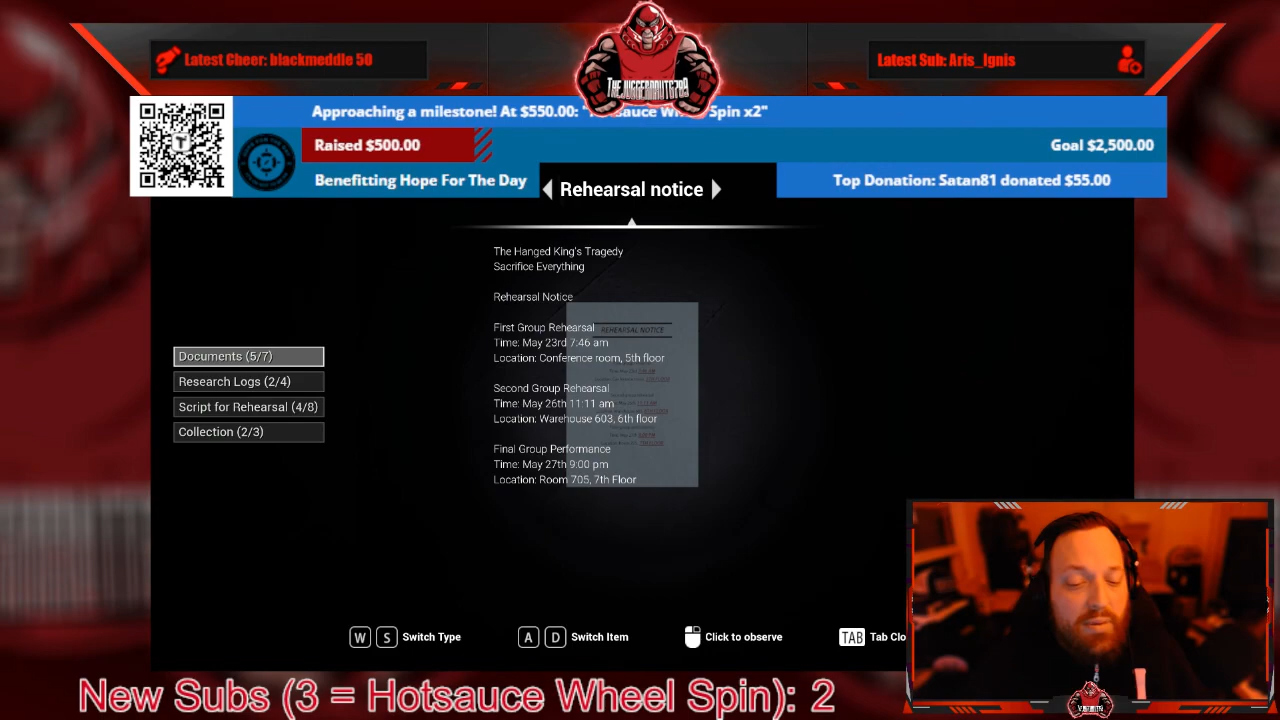 Latest Cheer: blackmeddle 50
Latest Sub: Aris_Ignis
THEJUGGERNAUT6789
Approaching a milestone! At $550.00: "
Spin x2"
Raised $500.00
Goal $2,500.00
Benefitting Hope For The Day
Rehearsal notice
Top Donation: Satan81 donated $55.00
The Hanged King's Tragedy
Sacrifice Everything
Rehearsal Notice
First Group Rehearsal
REHEARSAL NOTICE
Time: May 23rd 7:46 am
Location: Conference room, 5th floor
Second Group Rehearsal
Time: May 26th 11:11 am
Location: Warehouse 603, 6th floor
Final Group Performance
Time: May 27th 9:00 pm
Location: Room 705, 7th Floor
Documents (5/7)
Research Logs (2/4)
Script for Rehearsal (4/8)
Collection (2/3)
W S Switch Type
A D Switch Item
Click to observe
TAB Tab Clo
New Subs (3 = Hotsauce Wheel Spin): 2